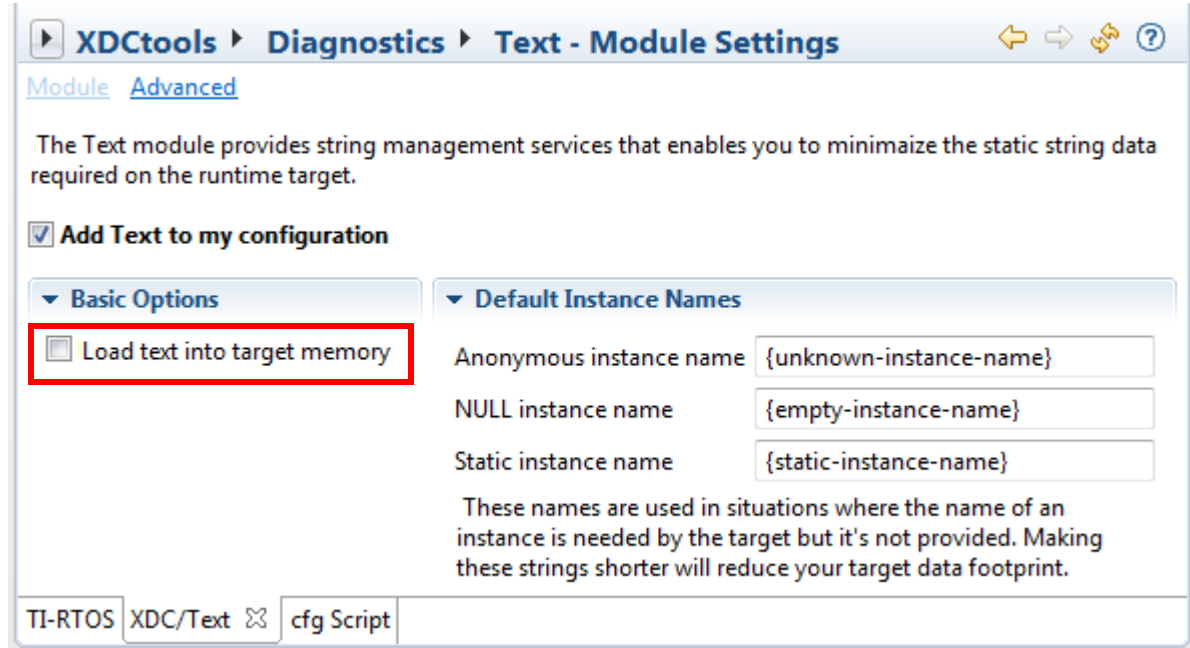 XDCtools Diagnostics Text - Module Settings
Module Advanced
The Text module provides string management services that enables you to minimaize the static string data
required on the runtime target.
Add Text to my configuration
Basic Options
Load text into target memory
Default Instance Names
Anonymous instance name {unknown-instance-name}
NULL instance name {empty-instance-name}
Static instance name {static-instance-name}
These names are used in situations where the name of an
instance is needed by the target but it's not provided. Making
these strings shorter will reduce your target data footprint.
TI-RTOS XDC/Text cfg Script